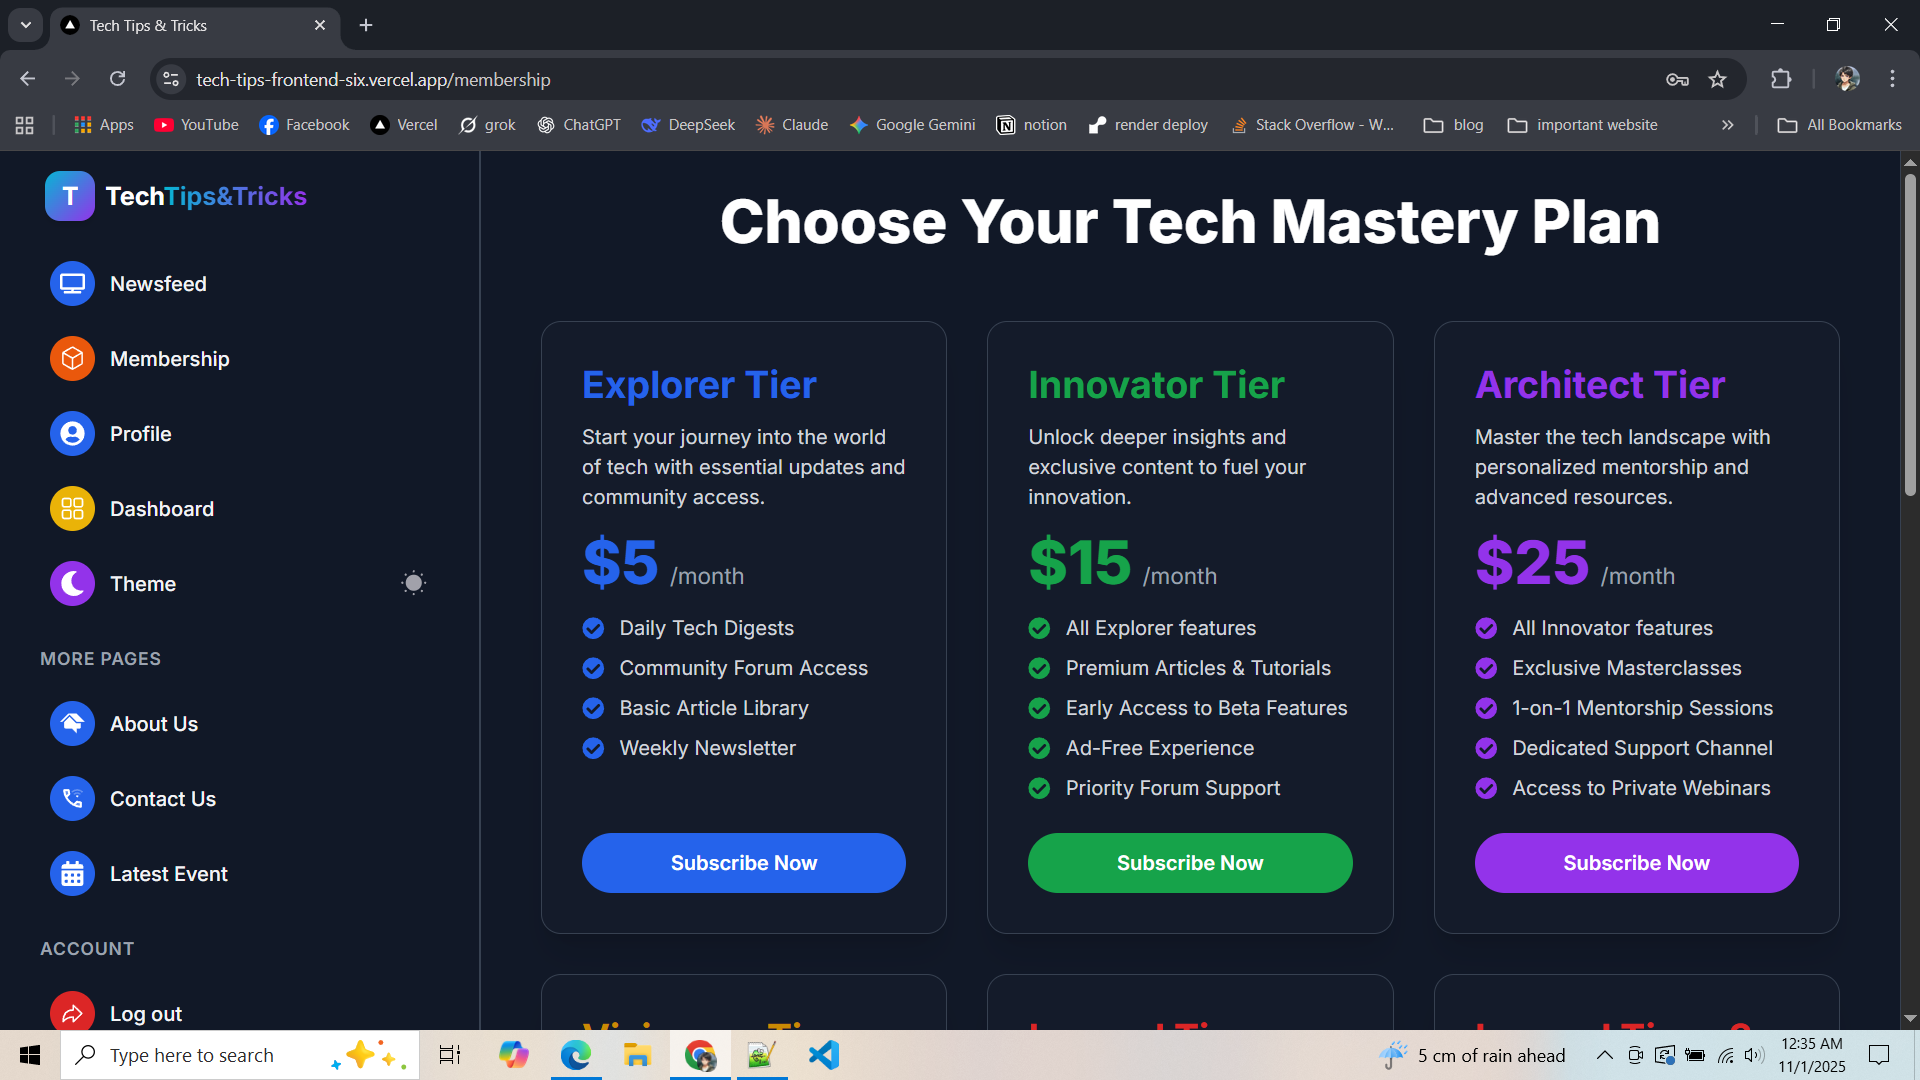 Tech Tips & Tricks
tech-tips-frontend-six.vercel.app/membership
Apps
YouTube
Facebook
Vercel
grok
ChatGPT
DeepSeek
Claude
Google Gemini
notion
render deploy
Stack Overflow - W...
blog
important website
All Bookmarks
T
TechTips&Tricks
Newsfeed
Membership
Profile
Dashboard
Theme
MORE PAGES
About Us
Contact Us
Latest Event
ACCOUNT
Log out
Choose Your Tech Mastery Plan
Explorer Tier
Start your journey into the world
of tech with essential updates and
community access.
$5 /month
Daily Tech Digests
Community Forum Access
Basic Article Library
Weekly Newsletter
Subscribe Now
Innovator Tier
Unlock deeper insights and
exclusive content to fuel your
innovation.
$15 /month
All Explorer features
Premium Articles & Tutorials
Early Access to Beta Features
Ad-Free Experience
Priority Forum Support
Subscribe Now
Architect Tier
Master the tech landscape with
personalized mentorship and
advanced resources.
$25 /month
All Innovator features
Exclusive Masterclasses
1-on-1 Mentorship Sessions
Dedicated Support Channel
Access to Private Webinars
Subscribe Now
Type here to search
5 cm of rain ahead
12:35 AM
11/1/2025